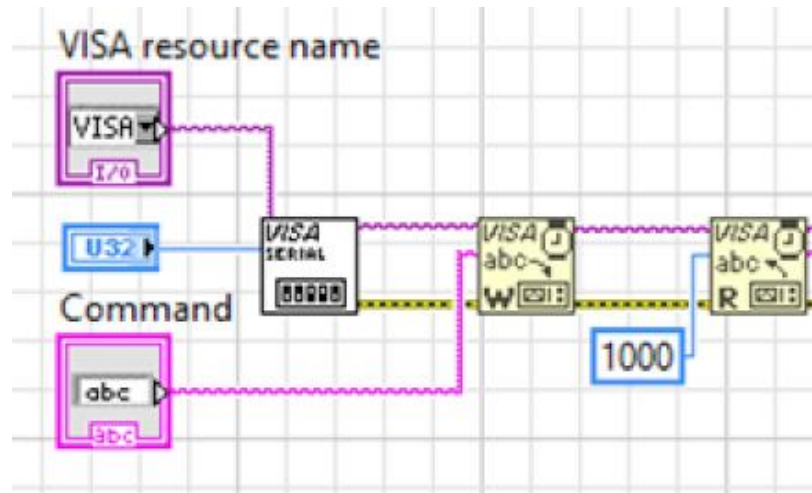 VISA resource name
VISA
I/O
U32
VISA
SERIAL
VISA
abc
W
VISA
abc
R
Command
1000
abc
abc